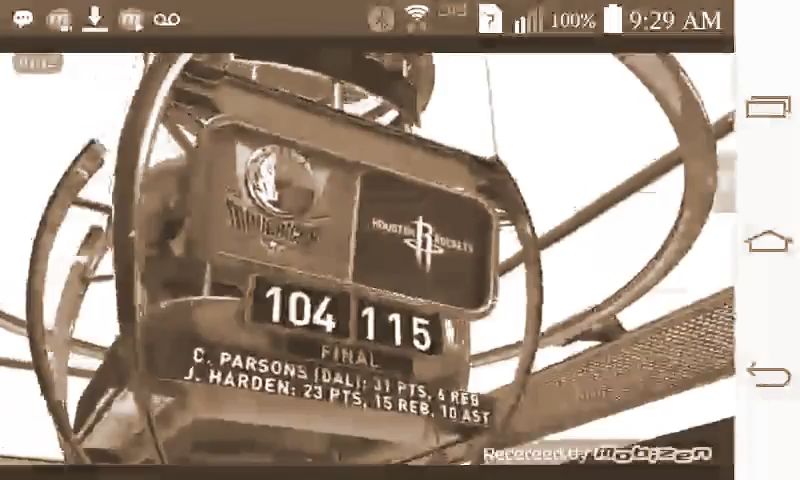 100% 9:29 AM
MAVERICKS
HOUSTON ROCKETS
104 115
FINAL
C. PARSONS (DAL): 31 PTS, 6 REB
J. HARDEN: 23 PTS, 15 REB, 10 AST
Recorded by Mobizen